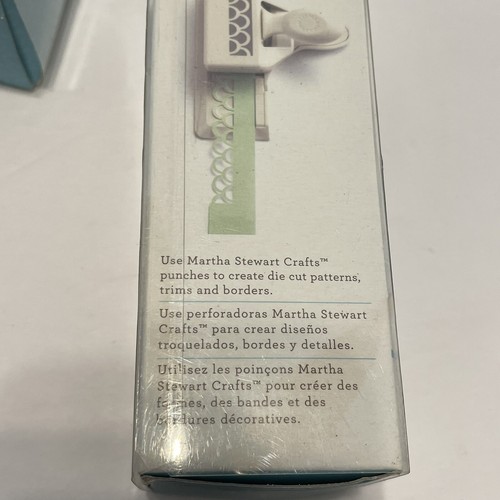 Use Martha Stewart Crafts™
punches to create die cut patterns,
trims and borders.
Use perforadoras Martha Stewart
Crafts™ para crear diseños
troquelados, bordes y detalles.
Utilisez les poinçons Martha
Stewart Crafts™ pour créer des
formes, des bandes et des
bordures décoratives.